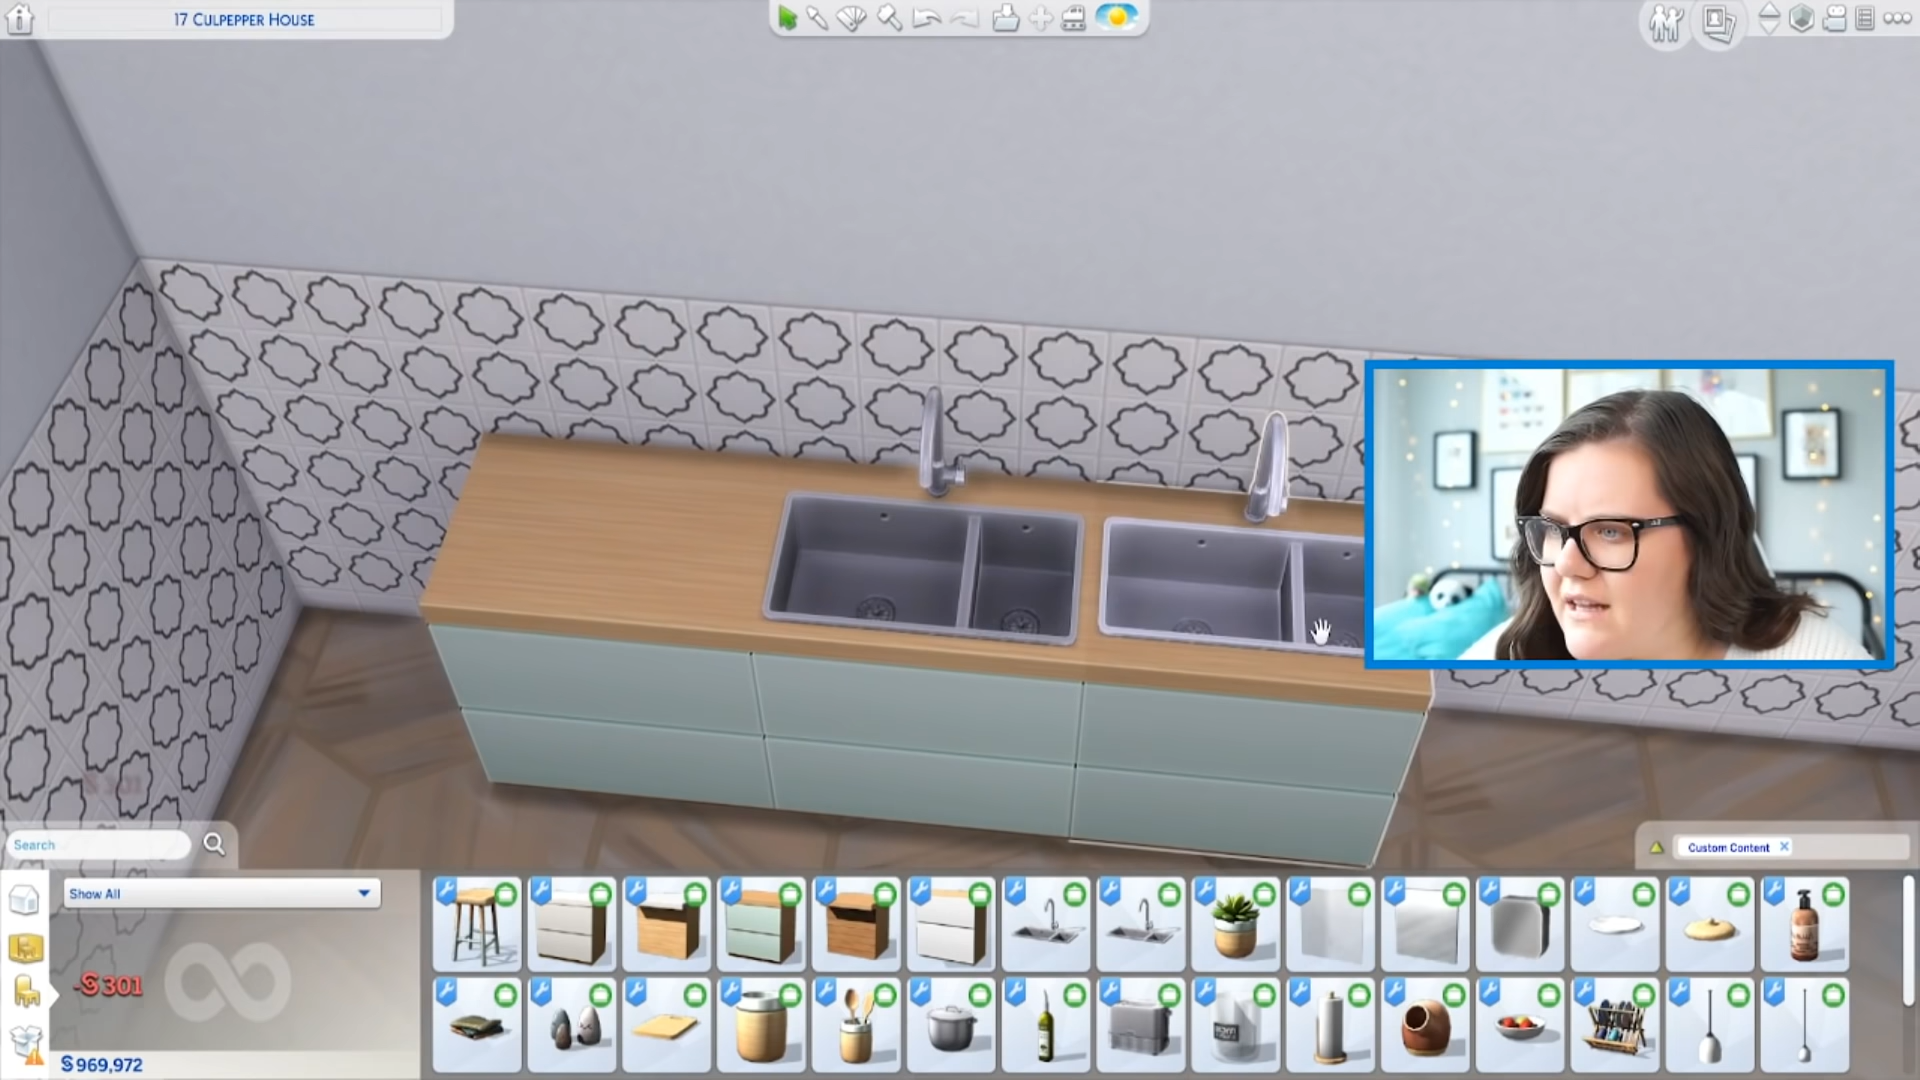 17 CULPEPPER HOUSE
Search
Custom Content
Show All
-§301
§969,972